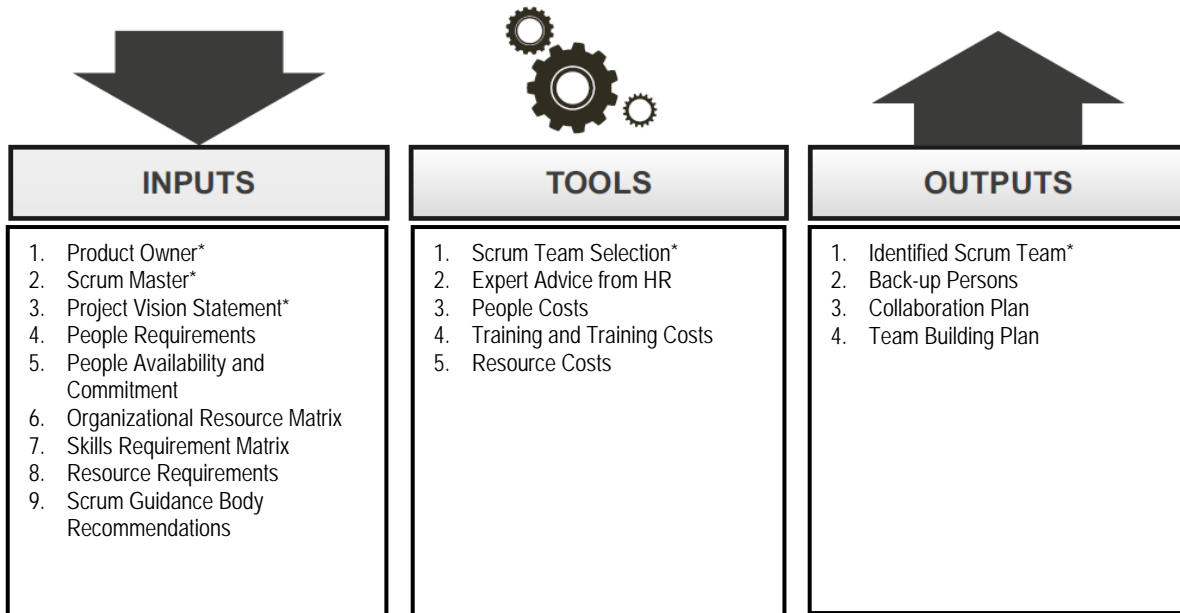 INPUTS
1. Product Owner*
2. Scrum Master*
3. Project Vision Statement*
4. People Requirements
5. People Availability and
Commitment
6. Organizational Resource Matrix
7. Skills Requirement Matrix
8. Resource Requirements
9. Scrum Guidance Body
Recommendations
TOOLS
1. Scrum Team Selection*
2. Expert Advice from HR
3. People Costs
4. Training and Training Costs
5. Resource Costs
OUTPUTS
1. Identified Scrum Team*
2. Back-up Persons
3. Collaboration Plan
4. Team Building Plan